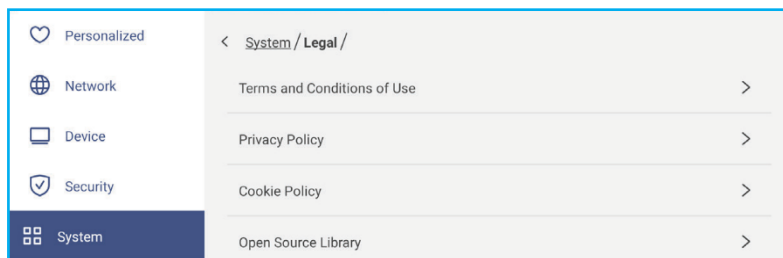 Personalized
Network
Device
Security
System
< System / Legal /
Terms and Conditions of Use
Privacy Policy
Cookie Policy
Open Source Library